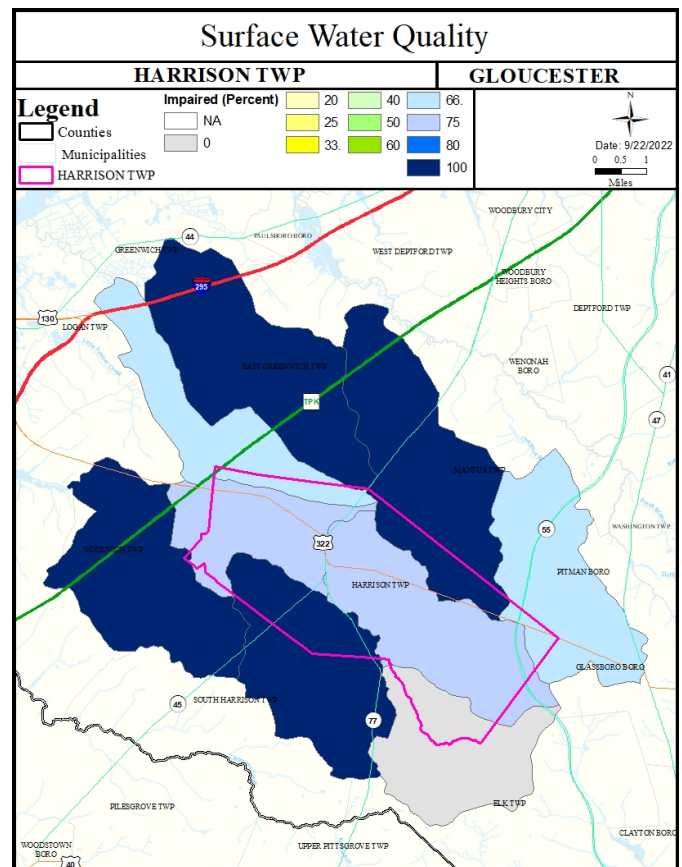 Surface Water Quality
HARRISON TWP
GLOUCESTER
Legend
Counties
Municipalities
HARRISON TWP
Impaired (Percent)
NA
0
20
25
33.
40
50
60
66.
75
80
100
N
Date: 9/22/2022
0 0.5 1
Miles
WOODBURY CITY
44
PAULSBORO BORO
GREENWICH TWP
WEST DEPTFORD TWP
WOODBURY
HEIGHTS BORO
295
DEPTFORD TWP
130
LOGAN TWP
EAST GREENWICH TWP
WENONAH
BORO
41
TPK
47
MANTUA TWP
55
WASHINGTON TWP
322
WOOLWICH TWP
PITMAN BORO
HARRISON TWP
GLASSBORO BORO
SOUTH HARRISON TWP
45
77
PILESGROVE TWP
ELK TWP
CLAYTON BORO
WOODSTOWN
BORO
UPPER PITTSGROVE TWP
40